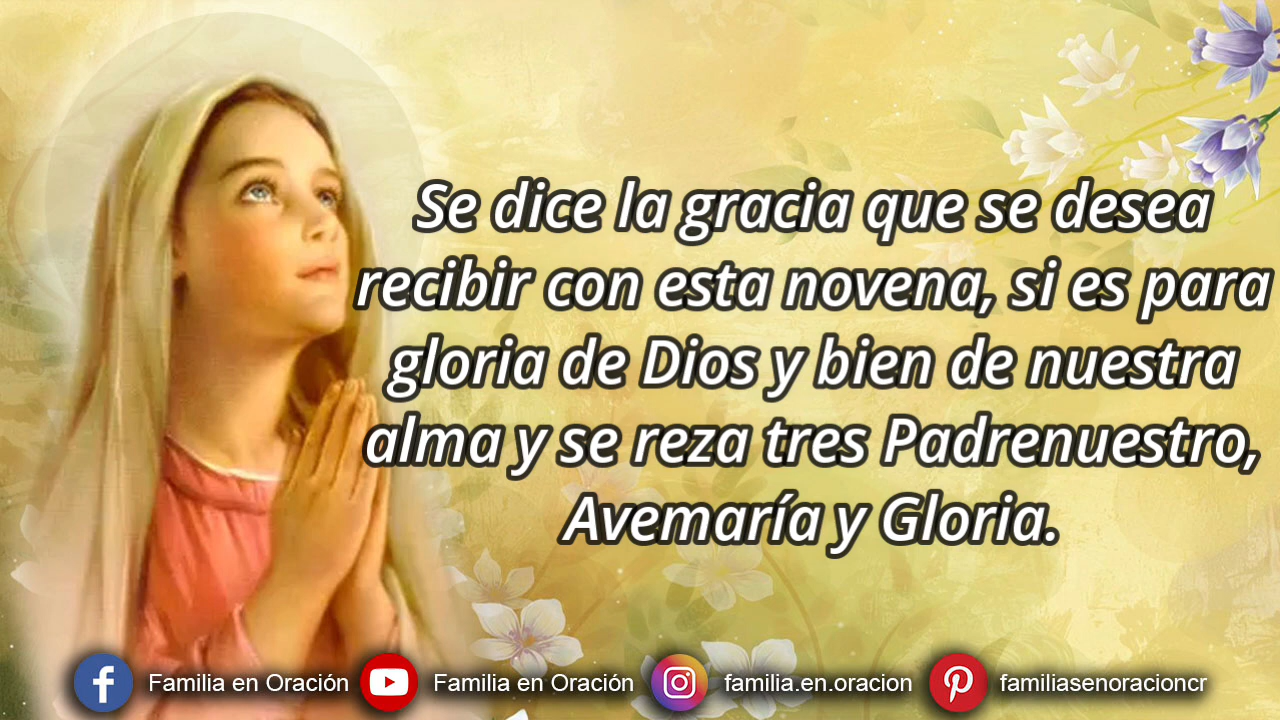 Se dice la gracia que se desea
recibir con esta novena, si es para
gloria de Dios y bien de nuestra
alma y se reza tres Padrenuestro,
Avemaría y Gloria.
Familia en Oración Familia en Oración familia.en.oracion familiasenoracioncr